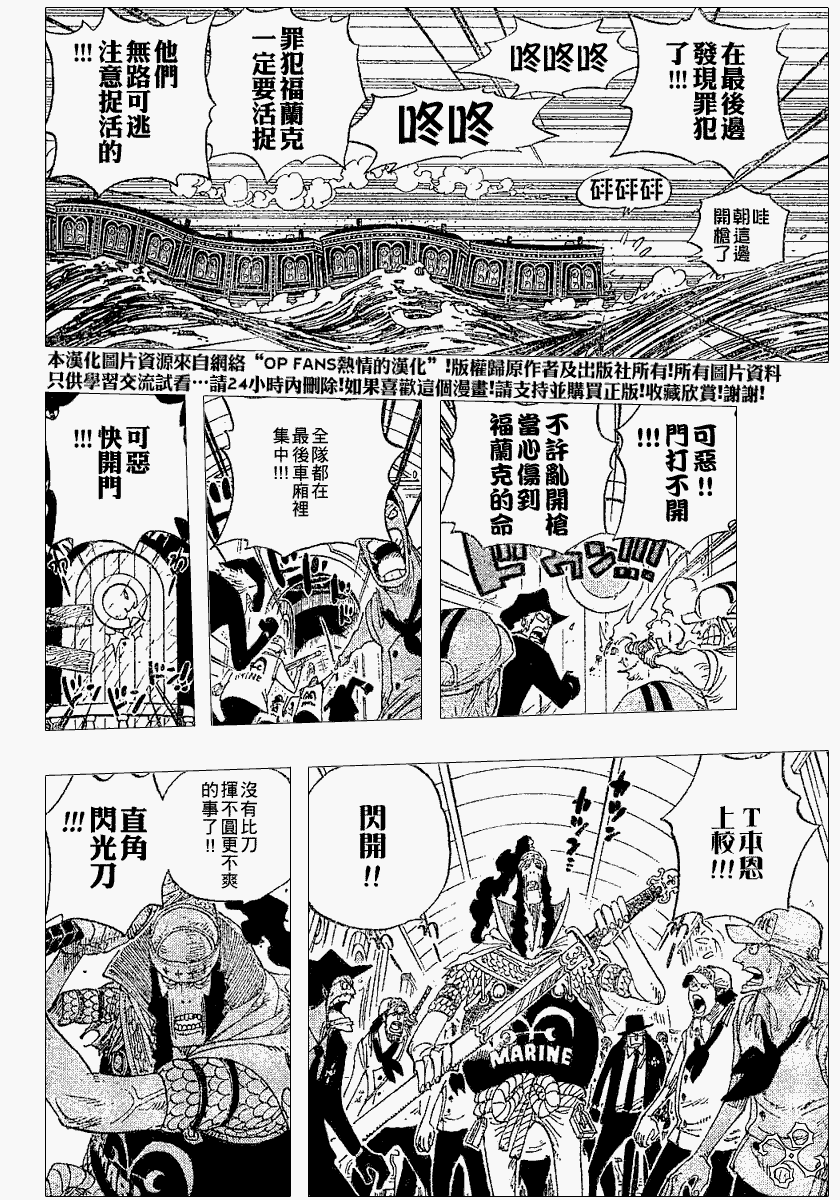 在最後邊
發現罪犯
了!!!
咚咚咚
咚咚
罪犯福蘭克
一定要活捉
他們
無路可逃
注意捉活的
!!!
砰砰砰
哇
朝這邊
開槍了
本漢化圖片資源來自網絡“OP FANS熱情的漢化”!版權歸原作者及出版社所有!所有圖片資料
只供學習交流試看…請24小時內刪除!如果喜歡這個漫畫!請支持並購買正版!收藏欣賞!謝謝!
可惡!!
門打不開
!!!
不許亂開槍
當心傷到
福蘭克的命
全隊都在
最後車廂裡
集中!!!
MARINE
可惡
快開門
!!!
T本恩
上校!!!
閃開!!
MARINE
沒有比刀
揮不圓更不爽
的事了!!
直角
閃光刀
!!!